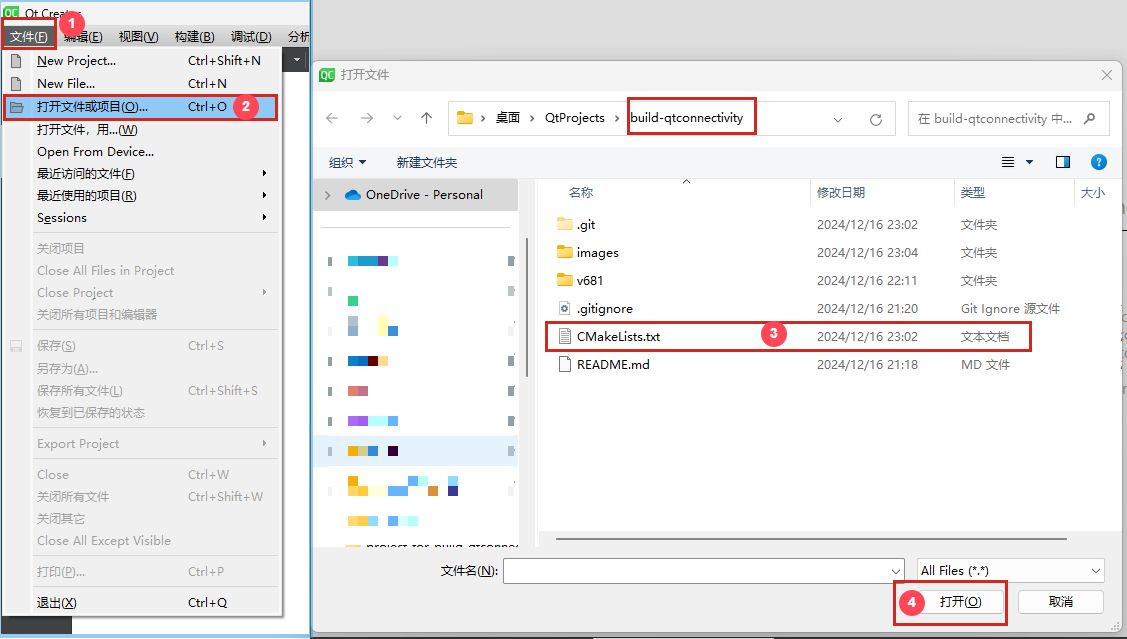 Qt Creator
文件(F) 编辑(E) 视图(V) 构建(B) 调试(D) 分析
1
New Project... Ctrl+Shift+N
New File... Ctrl+N
打开文件或项目(O)... Ctrl+O 2
打开文件，用...(W)
Open From Device...
最近访问的文件(F)
最近使用的项目(R)
Sessions
关闭项目
Close All Files in Project
Close Project
关闭所有项目和编辑器
保存(S) Ctrl+S
另存为(A)...
保存所有文件(L) Ctrl+Shift+S
恢复到已保存的状态
Export Project
Close Ctrl+W
关闭所有文件 Ctrl+Shift+W
关闭其它
Close All Except Visible
打印(P)... Ctrl+P
退出(X) Ctrl+Q
QC 打开文件
桌面 QtProjects build-qtconnectivity
在 build-qtconnectivity 中...
组织 新建文件夹
OneDrive - Personal
名称 修改日期 类型 大小
.git 2024/12/16 23:02 文件夹
images 2024/12/16 23:04 文件夹
v681 2024/12/16 22:11 文件夹
.gitignore 2024/12/16 21:20 Git Ignore 源文件
CMakeLists.txt 3 2024/12/16 23:02 文本文档
README.md 2024/12/16 21:18 MD 文件
文件名(N): All Files (*.*)
4 打开(O) 取消